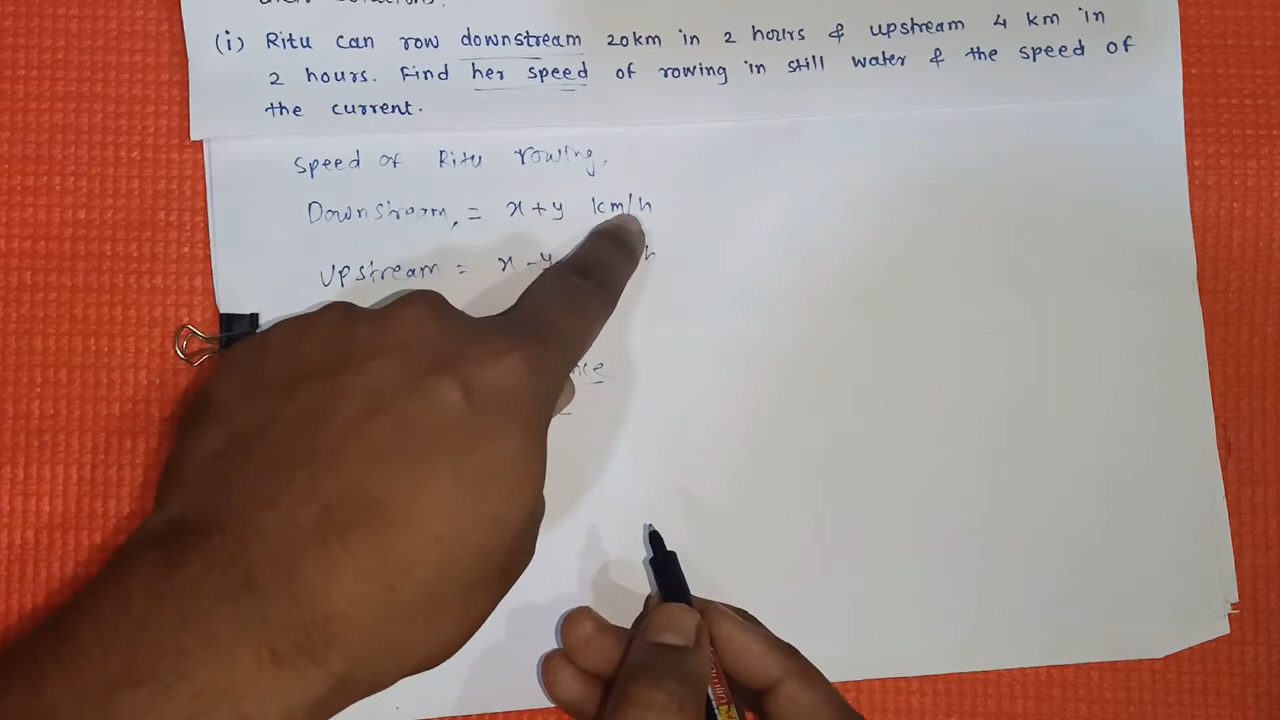 (i) Ritu can row downstream 20km in 2 hours & upstream 4 km in
2 hours. Find her speed of rowing in still water & the speed of
the current.
Speed of Ritu rowing,
Downstream, = x+y km/h
Upstream = x-y h